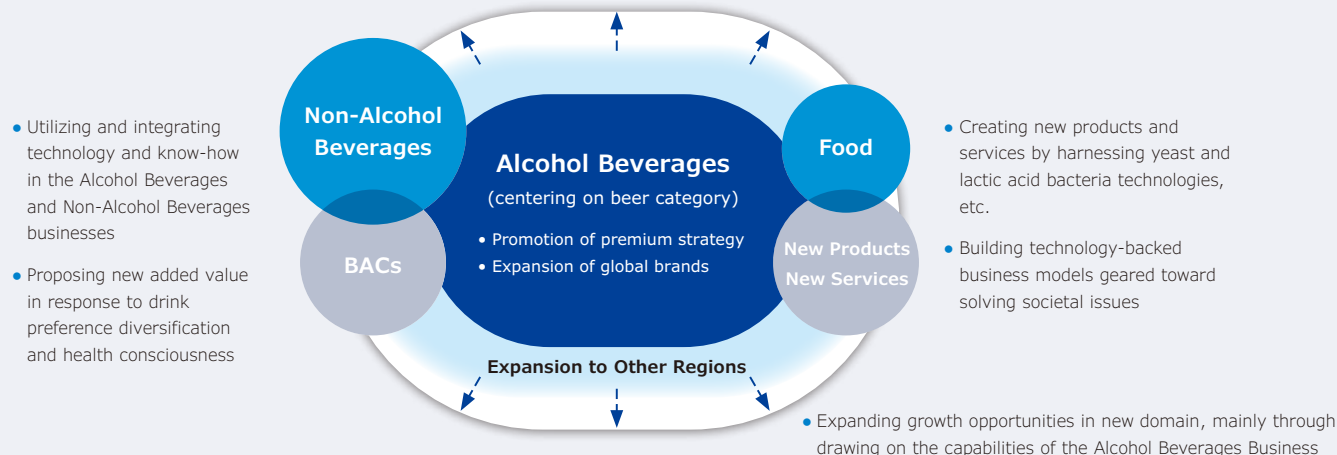 • Utilizing and integrating
technology and know-how
in the Alcohol Beverages
and Non-Alcohol Beverages
businesses
• Proposing new added value
in response to drink
preference diversification
and health consciousness
Non-Alcohol
Beverages
BACs
Alcohol Beverages
(centering on beer category)
• Promotion of premium strategy
• Expansion of global brands
Expansion to Other Regions
Food
New Products
New Services
• Creating new products and
services by harnessing yeast and
lactic acid bacteria technologies,
etc.
• Building technology-backed
business models geared toward
solving societal issues
• Expanding growth opportunities in new domain, mainly through
drawing on the capabilities of the Alcohol Beverages Business